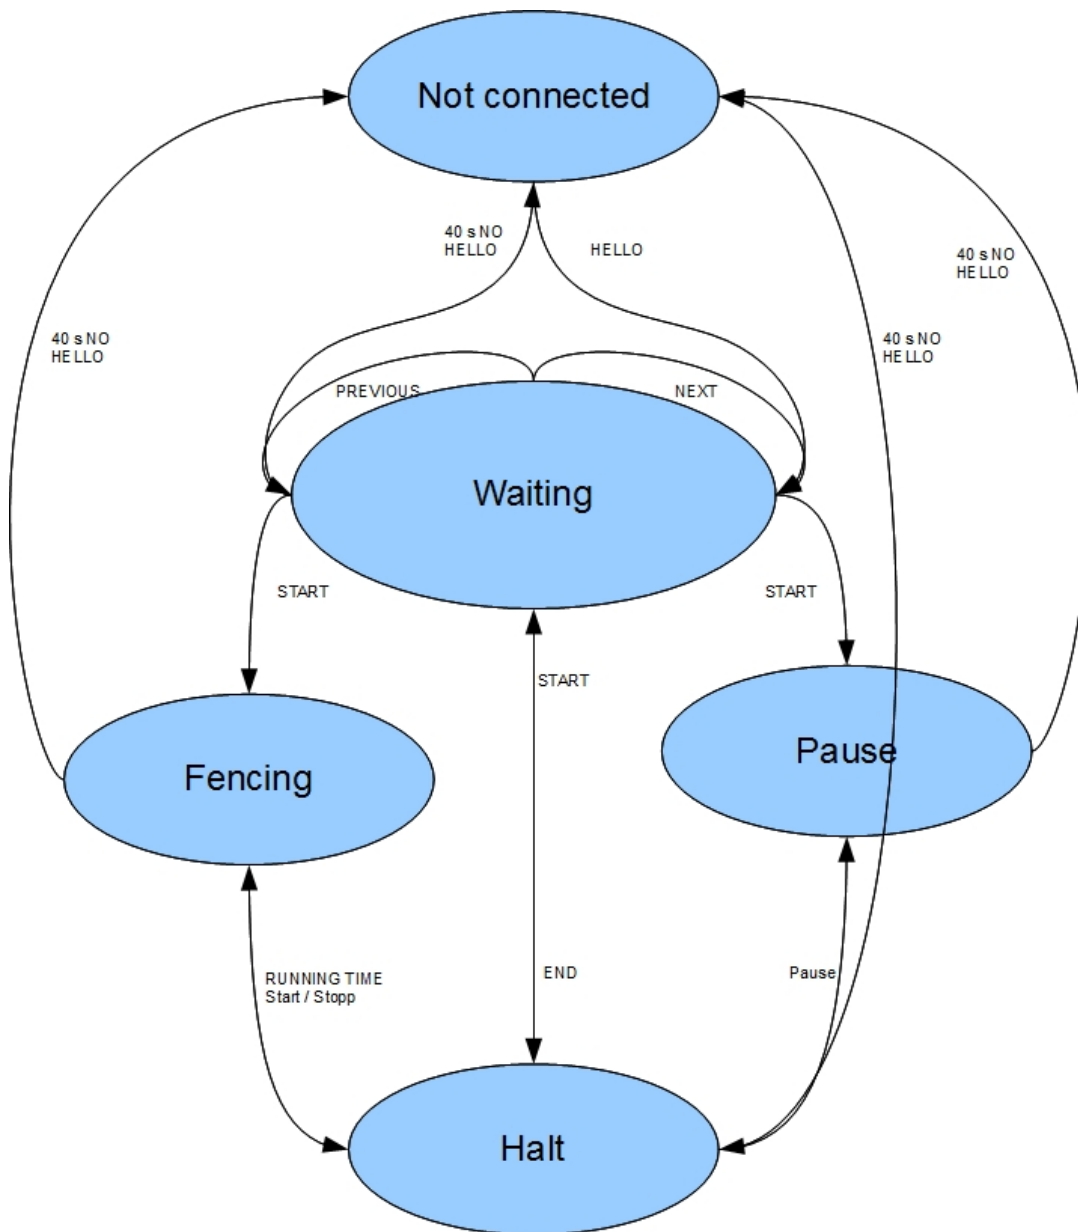 Not connected
40 s NO
HELLO
HELLO
40 s NO
HELLO
40 s NO
HELLO
40 s NO
HELLO
PREVIOUS
NEXT
Waiting
START
START
START
Pause
Fencing
RUNNING TIME
Start / Stopp
END
Pause
Halt